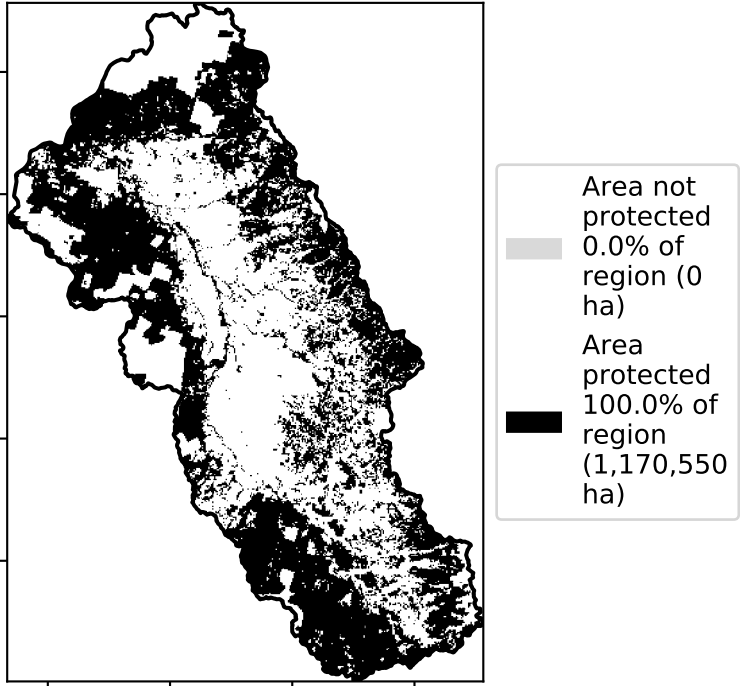 Area not
protected
0.0% of
region (0
ha)
Area
protected
100.0% of
region
(1,170,550
ha)